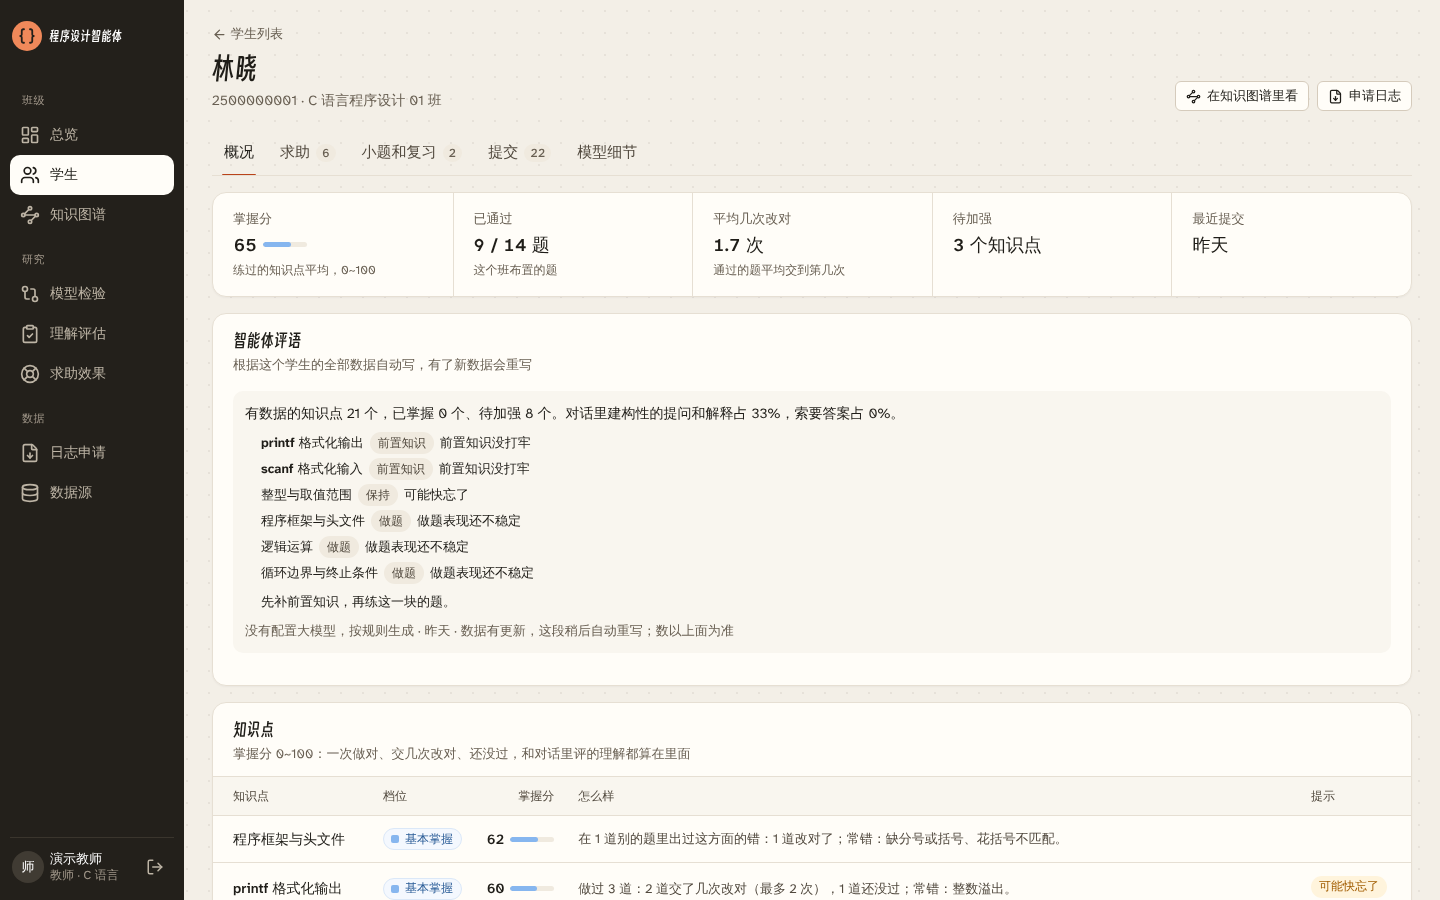 程序设计智能体
班级
总览
学生
知识图谱
研究
模型检验
理解评估
求助效果
数据
日志申请
数据源
师
演示教师
教师 · C 语言
学生列表
林晓
2500000001 · C 语言程序设计 01 班
在知识图谱里看
申请日志
概况
求助 6
小题和复习 2
提交 22
模型细节
掌握分
65
练过的知识点平均，0~100
已通过
9 / 14 题
这个班布置的题
平均几次改对
1.7 次
通过的题平均交到第几次
待加强
3 个知识点
最近提交
昨天
智能体评语
根据这个学生的全部数据自动写，有了新数据会重写
有数据的知识点 21 个，已掌握 0 个、待加强 8 个。对话里建构性的提问和解释占 33%，索要答案占 0%。
printf 格式化输出 前置知识 前置知识没打牢
scanf 格式化输入 前置知识 前置知识没打牢
整型与取值范围 保持 可能快忘了
程序框架与头文件 做题 做题表现还不稳定
逻辑运算 做题 做题表现还不稳定
循环边界与终止条件 做题 做题表现还不稳定
先补前置知识，再练这一块的题。
没有配置大模型，按规则生成 · 昨天 · 数据有更新，这段稍后自动重写；数以上面为准
知识点
掌握分 0~100：一次做对、交几次改对、还没过，和对话里评的理解都算在里面
知识点 档位 掌握分 怎么样 提示
程序框架与头文件 基本掌握 62 在 1 道别的题里出过这方面的错：1 道改对了；常错：缺分号或括号、花括号不匹配。
printf 格式化输出 基本掌握 60 做过 3 道：2 道交了几次改对（最多 2 次），1 道还没过；常错：整数溢出。 可能快忘了